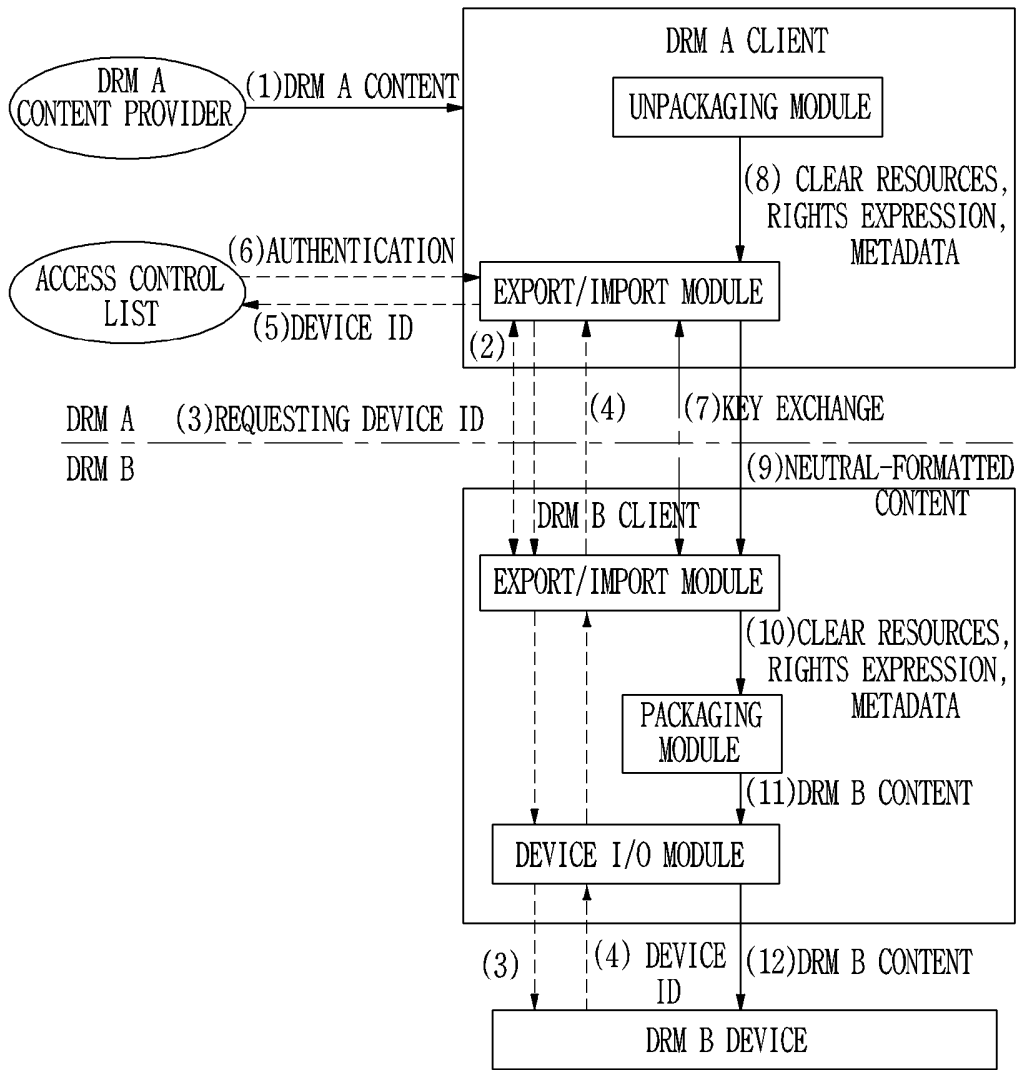 DRM A CLIENT
DRM A
CONTENT PROVIDER
(1)DRM A CONTENT
UNPACKAGING MODULE
(8) CLEAR RESOURCES,
RIGHTS EXPRESSION,
METADATA
(6)AUTHENTICATION
ACCESS CONTROL
LIST
EXPORT/IMPORT MODULE
(5)DEVICE ID
(2)
DRM A
(3)REQUESTING DEVICE ID
(4)
(7)KEY EXCHANGE
DRM B
(9)NEUTRAL-FORMATTED
CONTENT
DRM B CLIENT
EXPORT/IMPORT MODULE
(10)CLEAR RESOURCES,
RIGHTS EXPRESSION,
METADATA
PACKAGING
MODULE
(11)DRM B CONTENT
DEVICE I/O MODULE
(3)
(4) DEVICE
ID
(12)DRM B CONTENT
DRM B DEVICE